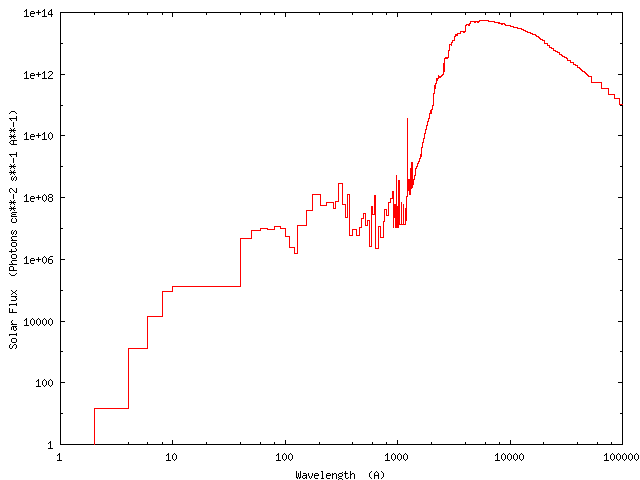 1e+14
1e+12
1e+10
1e+08
1e+06
10000
100
1
Solar Flux (Photons cm**-2 s**-1 A**-1)
1 10 100 1000 10000 100000
Wavelength (A)